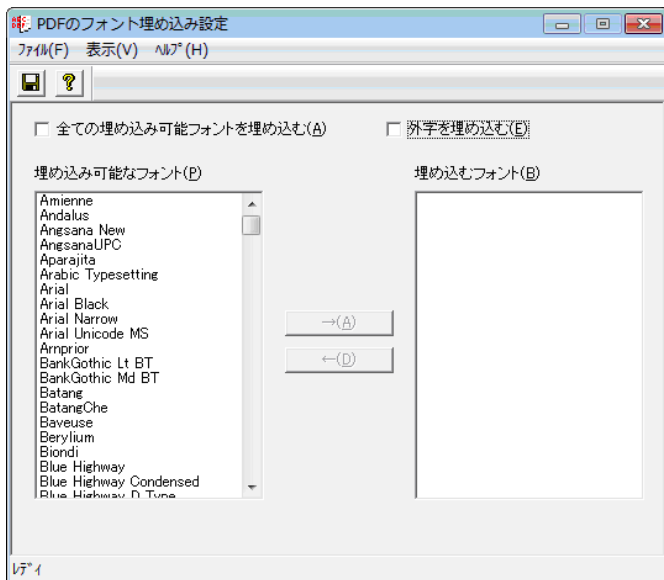 PDFのフォント埋め込み設定
ﾌｧｲﾙ(F) 表示(V) ﾍﾙﾌﾟ(H)
全ての埋め込み可能フォントを埋め込む(A)
外字を埋め込む(E)
埋め込み可能なフォント(P)
埋め込むフォント(B)
Amienne
Andalus
Angsana New
AngsanaUPC
Aparajita
Arabic Typesetting
Arial
Arial Black
Arial Narrow
Arial Unicode MS
Arnprior
BankGothic Lt BT
BankGothic Md BT
Batang
BatangChe
Baveuse
Berylium
Biondi
Blue Highway
Blue Highway Condensed
Blue Highway D Type
→(A)
←(D)
ﾚﾃﾞｨ